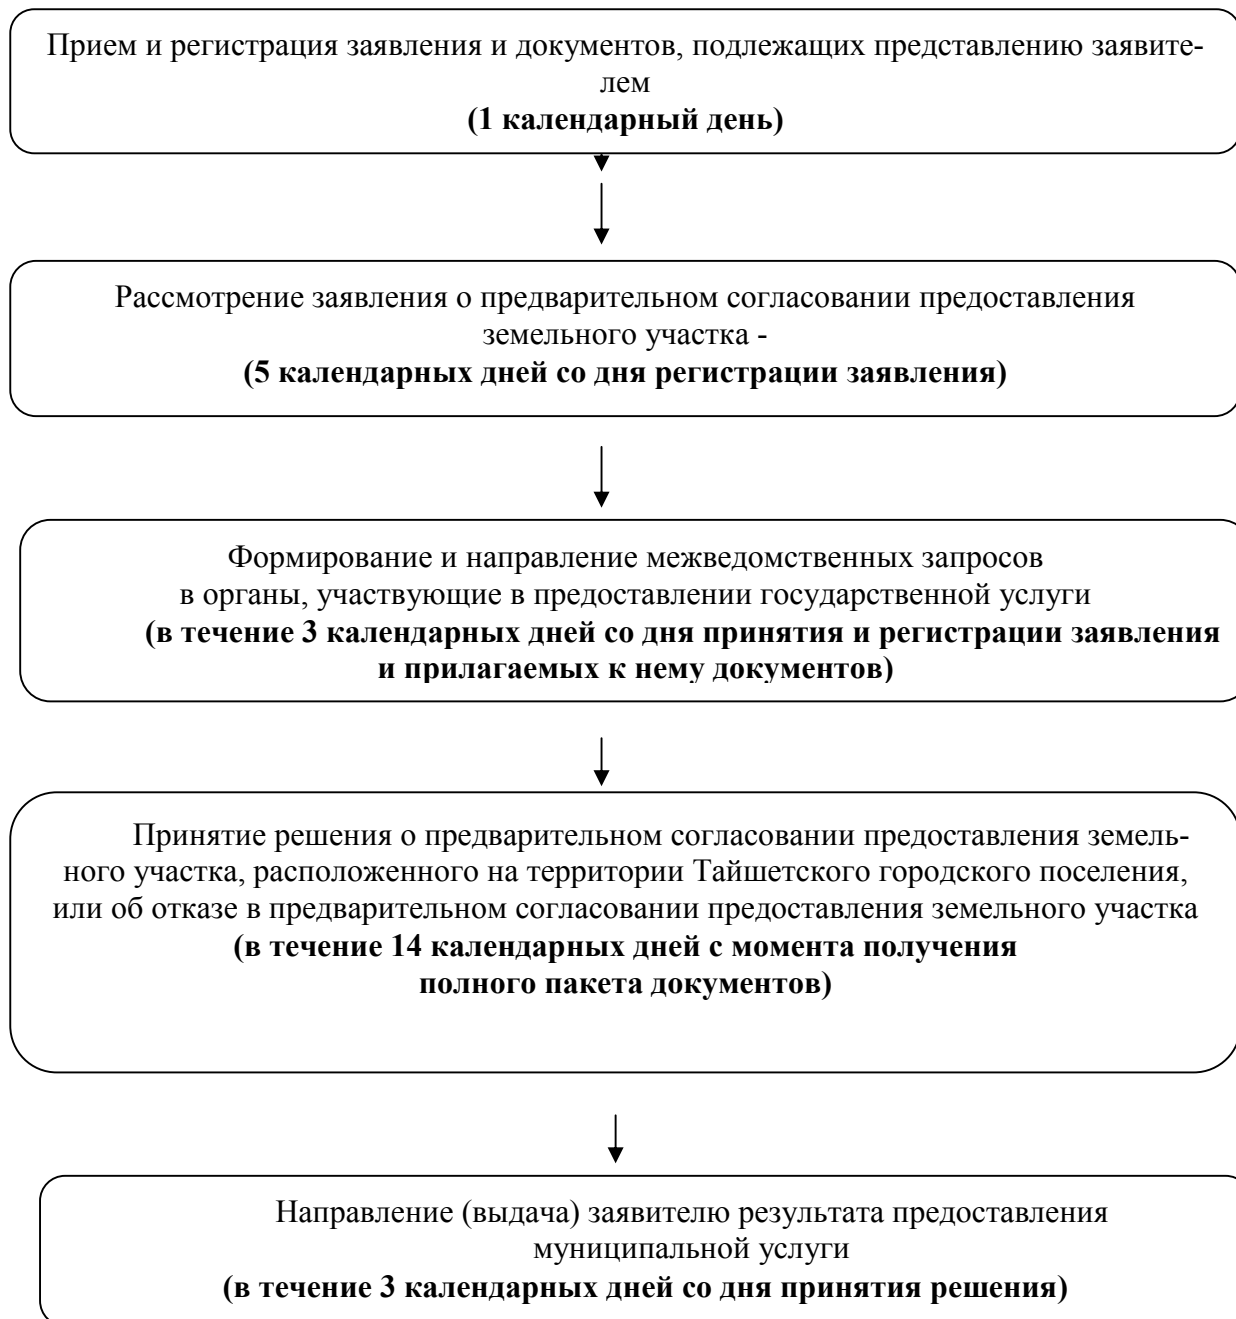 Прием и регистрация заявления и документов, подлежащих представлению заявите-
лем
(1 календарный день)
Рассмотрение заявления о предварительном согласовании предоставления
земельного участка -
(5 календарных дней со дня регистрации заявления)
Формирование и направление межведомственных запросов
в органы, участвующие в предоставлении государственной услуги
(в течение 3 календарных дней со дня принятия и регистрации заявления
и прилагаемых к нему документов)
Принятие решения о предварительном согласовании предоставления земель-
ного участка, расположенного на территории Тайшетского городского поселения,
или об отказе в предварительном согласовании предоставления земельного участка
(в течение 14 календарных дней с момента получения
полного пакета документов)
Направление (выдача) заявителю результата предоставления
муниципальной услуги
(в течение 3 календарных дней со дня принятия решения)